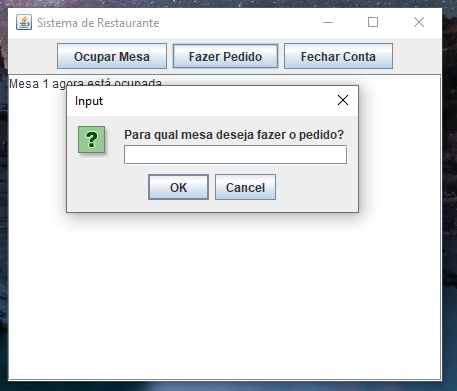 Sistema de Restaurante
Ocupar Mesa Fazer Pedido Fechar Conta
Mesa 1 agora está ocupada
Input
?
Para qual mesa deseja fazer o pedido?
OK Cancel